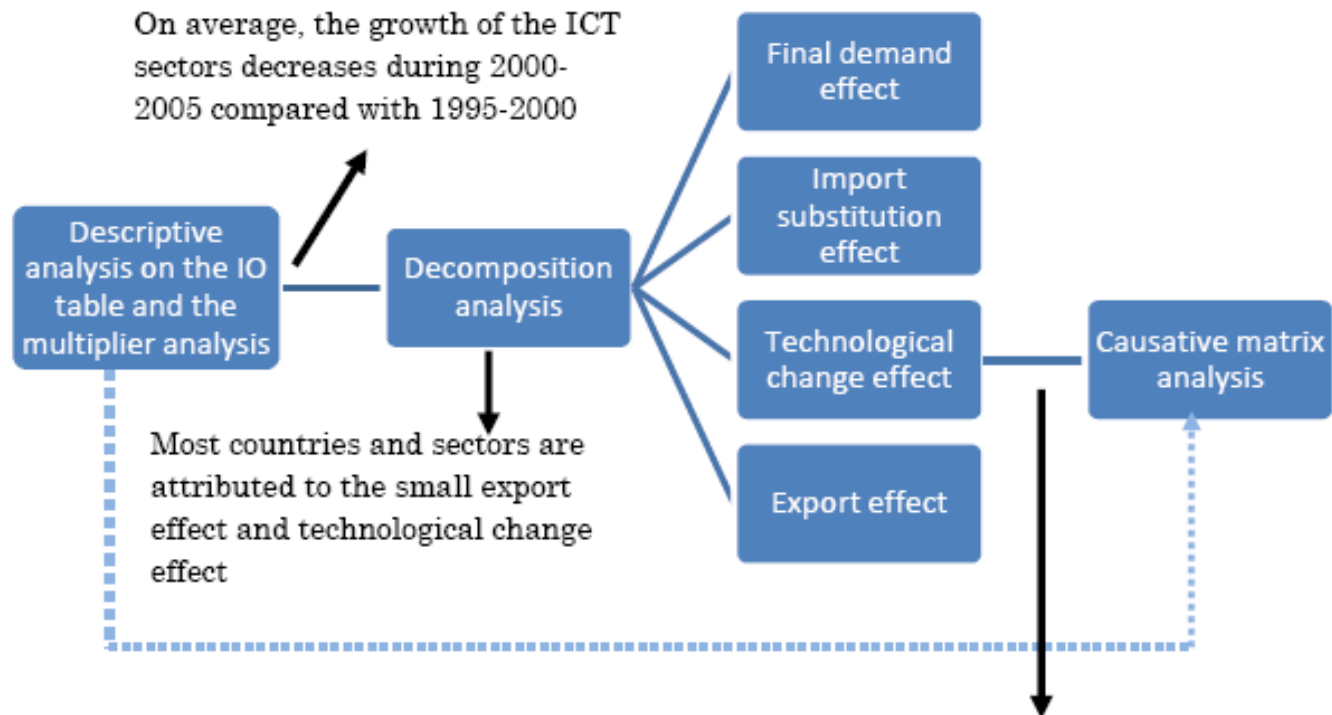 On average, the growth of the ICT
sectors decreases during 2000-
2005 compared with 1995-2000
Descriptive
analysis on the IO
table and the
multiplier analysis
Decomposition
analysis
Most countries and sectors are
attributed to the small export
effect and technological change
effect
Final demand
effect
Import
substitution
effect
Technological
change effect
Export effect
Causative matrix
analysis